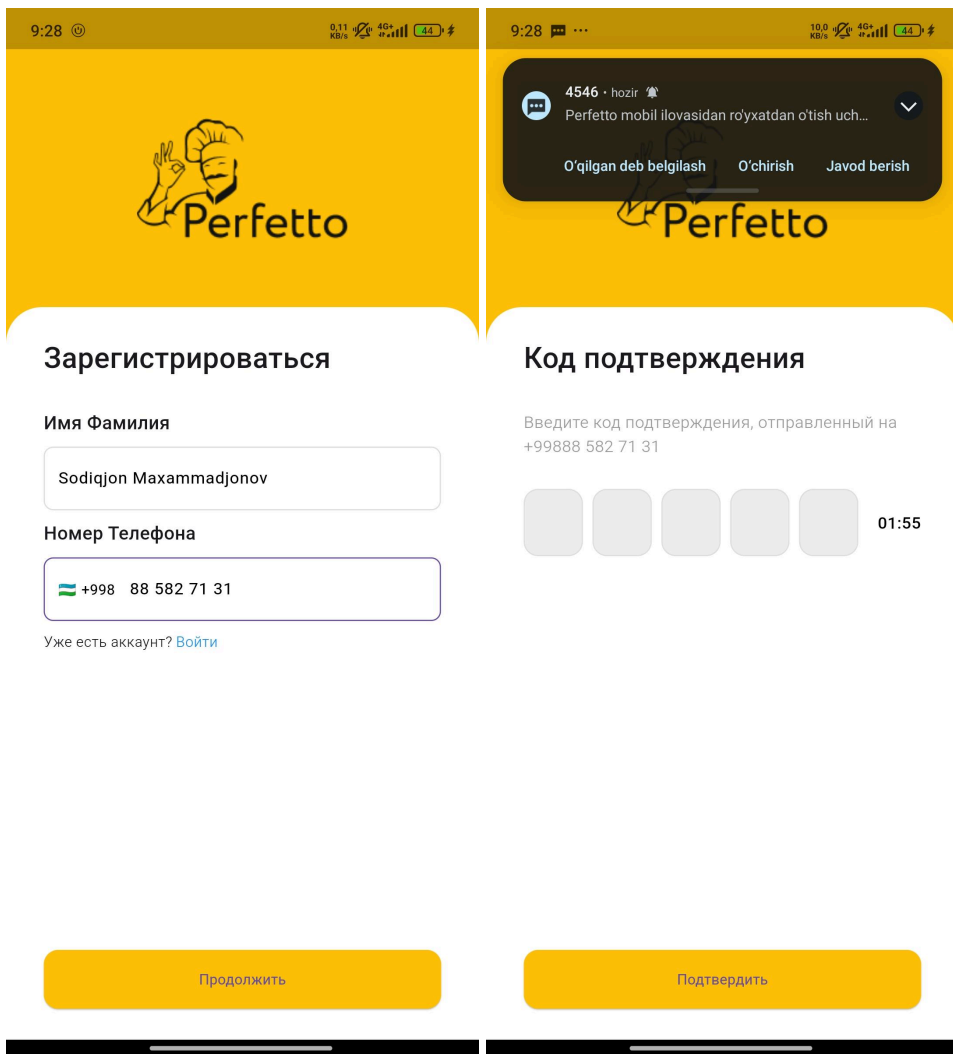 9:28
0,11 KB/s 4G+ 44
Perfetto
Зарегистрироваться
Имя Фамилия
Sodiqjon Maxammadjonov
Номер Телефона
+998 88 582 71 31
Уже есть аккаунт? Войти
Продолжить
9:28
10,0 KB/s 4G+ 44
4546 · hozir
Perfetto mobil ilovasidan ro'yxatdan o'tish uch...
O‘qilgan deb belgilash O‘chirish Javod berish
Perfetto
Код подтверждения
Введите код подтверждения, отправленный на
+99888 582 71 31
01:55
Подтвердить